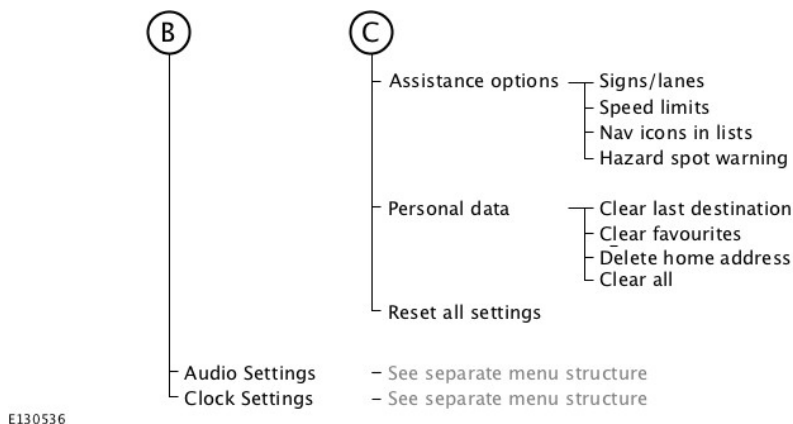 B C
Assistance options Signs/lanes
Speed limits
Nav icons in lists
Hazard spot warning
Personal data Clear last destination
Clear favourites
Delete home address
Clear all
Reset all settings
Audio Settings – See separate menu structure
Clock Settings – See separate menu structure
E130536